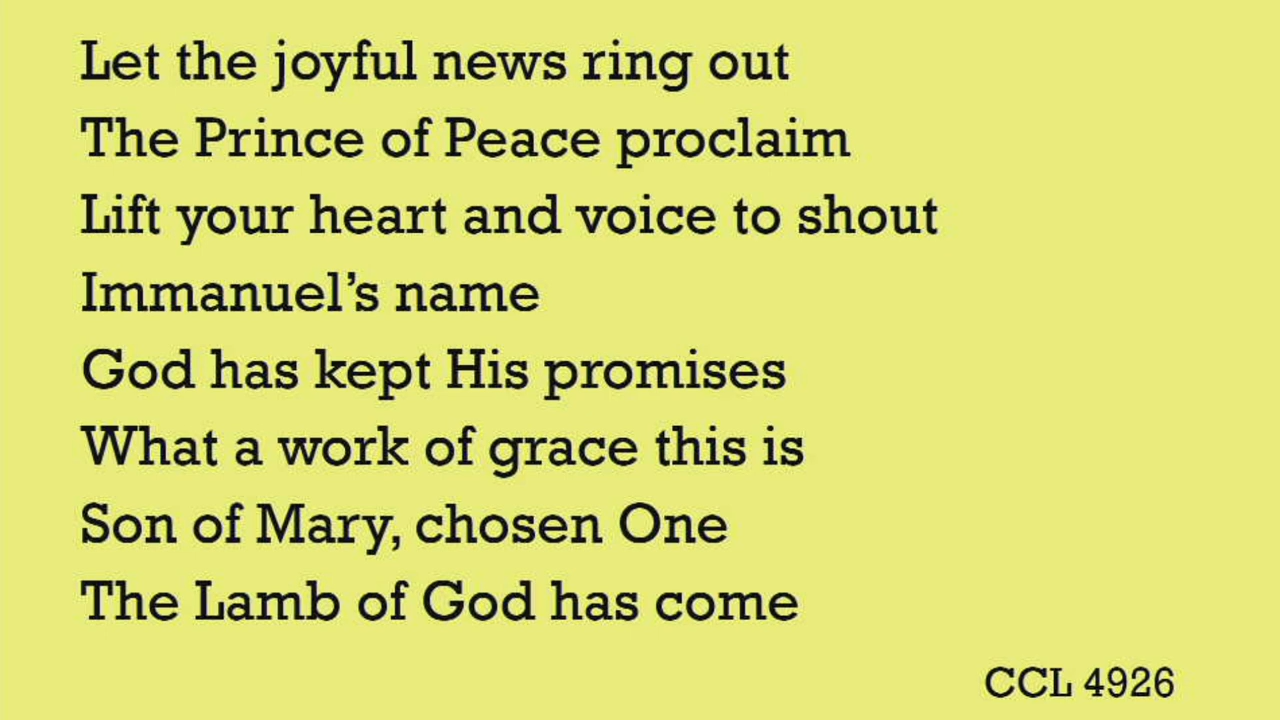 Let the joyful news ring out
The Prince of Peace proclaim
Lift your heart and voice to shout
Immanuel’s name
God has kept His promises
What a work of grace this is
Son of Mary, chosen One
The Lamb of God has come
CCL 4926